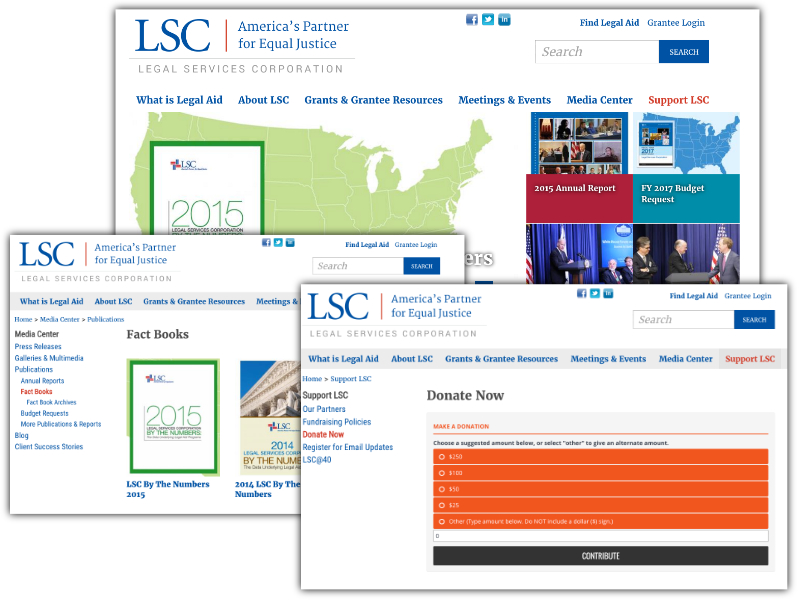 LSC
America's Partner
for Equal Justice
LEGAL SERVICES CORPORATION
Find Legal Aid Grantee Login
Search SEARCH
What is Legal Aid About LSC Grants & Grantee Resources Meetings & Events Media Center Support LSC
LSC
2015
LEGAL SERVICES CORPORATION
2015 Annual Report
2017
FY 2017 Budget
Request
LSC
America's Partner
for Equal Justice
LEGAL SERVICES CORPORATION
Find Legal Aid Grantee Login
Search SEARCH
What is Legal Aid About LSC Grants & Grantee Resources Meetings &
Home > Media Center > Publications
Media Center
Press Releases
Galleries & Multimedia
Publications
Annual Reports
Fact Books
Fact Book Archives
Budget Requests
More Publications & Reports
Blog
Client Success Stories
Fact Books
LSC
2015
LEGAL SERVICES CORPORATION
BY THE NUMBERS
LSC By The Numbers
2015
LSC
2014
LEGAL SERVICES
BY THE
2014 LSC By The
Numbers
LSC
America's Partner
for Equal Justice
LEGAL SERVICES CORPORATION
Find Legal Aid Grantee Login
Search SEARCH
What is Legal Aid About LSC Grants & Grantee Resources Meetings & Events Media Center Support LSC
Home > Support LSC
Support LSC
Our Partners
Fundraising Policies
Donate Now
Register for Email Updates
LSC@40
Donate Now
MAKE A DONATION
Choose a suggested amount below, or select "other" to give an alternate amount.
$250
$100
$50
$25
Other (Type amount below. Do NOT include a dollar ($) sign.)
0
CONTRIBUTE